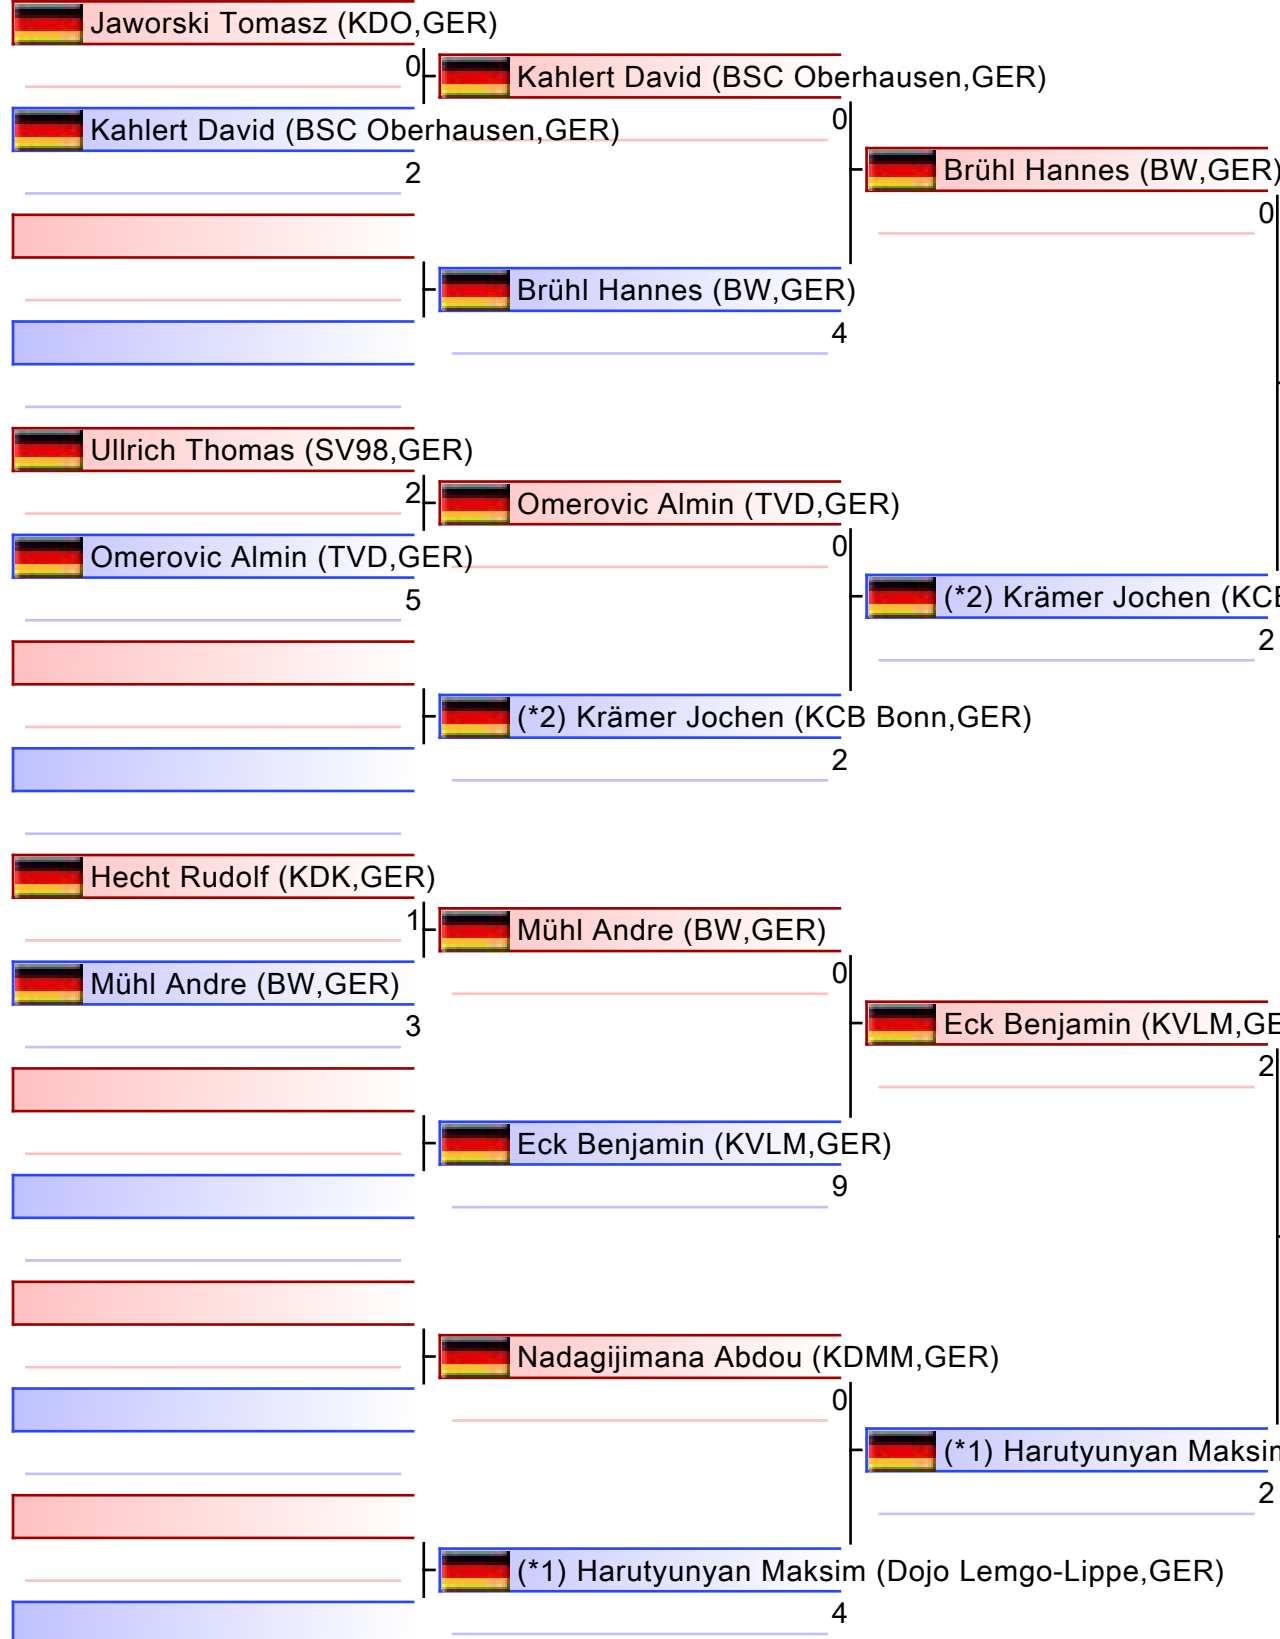 Jaworski Tomasz (KDO,GER)
0
Kahlert David (BSC Oberhausen,GER)
2
Ullrich Thomas (SV98,GER)
2
Omerovic Almin (TVD,GER)
5
Hecht Rudolf (KDK,GER)
1
Mühl Andre (BW,GER)
3
Kahlert David (BSC Oberhausen,GER)
0
Brühl Hannes (BW,GER)
4
Omerovic Almin (TVD,GER)
0
(*2) Krämer Jochen (KCB Bonn,GER)
2
Mühl Andre (BW,GER)
0
Eck Benjamin (KVLM,GER)
9
Nadagijimana Abdou (KDMM,GER)
0
(*1) Harutyunyan Maksim (Dojo Lemgo-Lippe,GER)
4
Brühl Hannes (BW,GER)
0
(*2) Krämer Jochen (KCB
2
Eck Benjamin (KVLM,GE
2
(*1) Harutyunyan Maksim
2